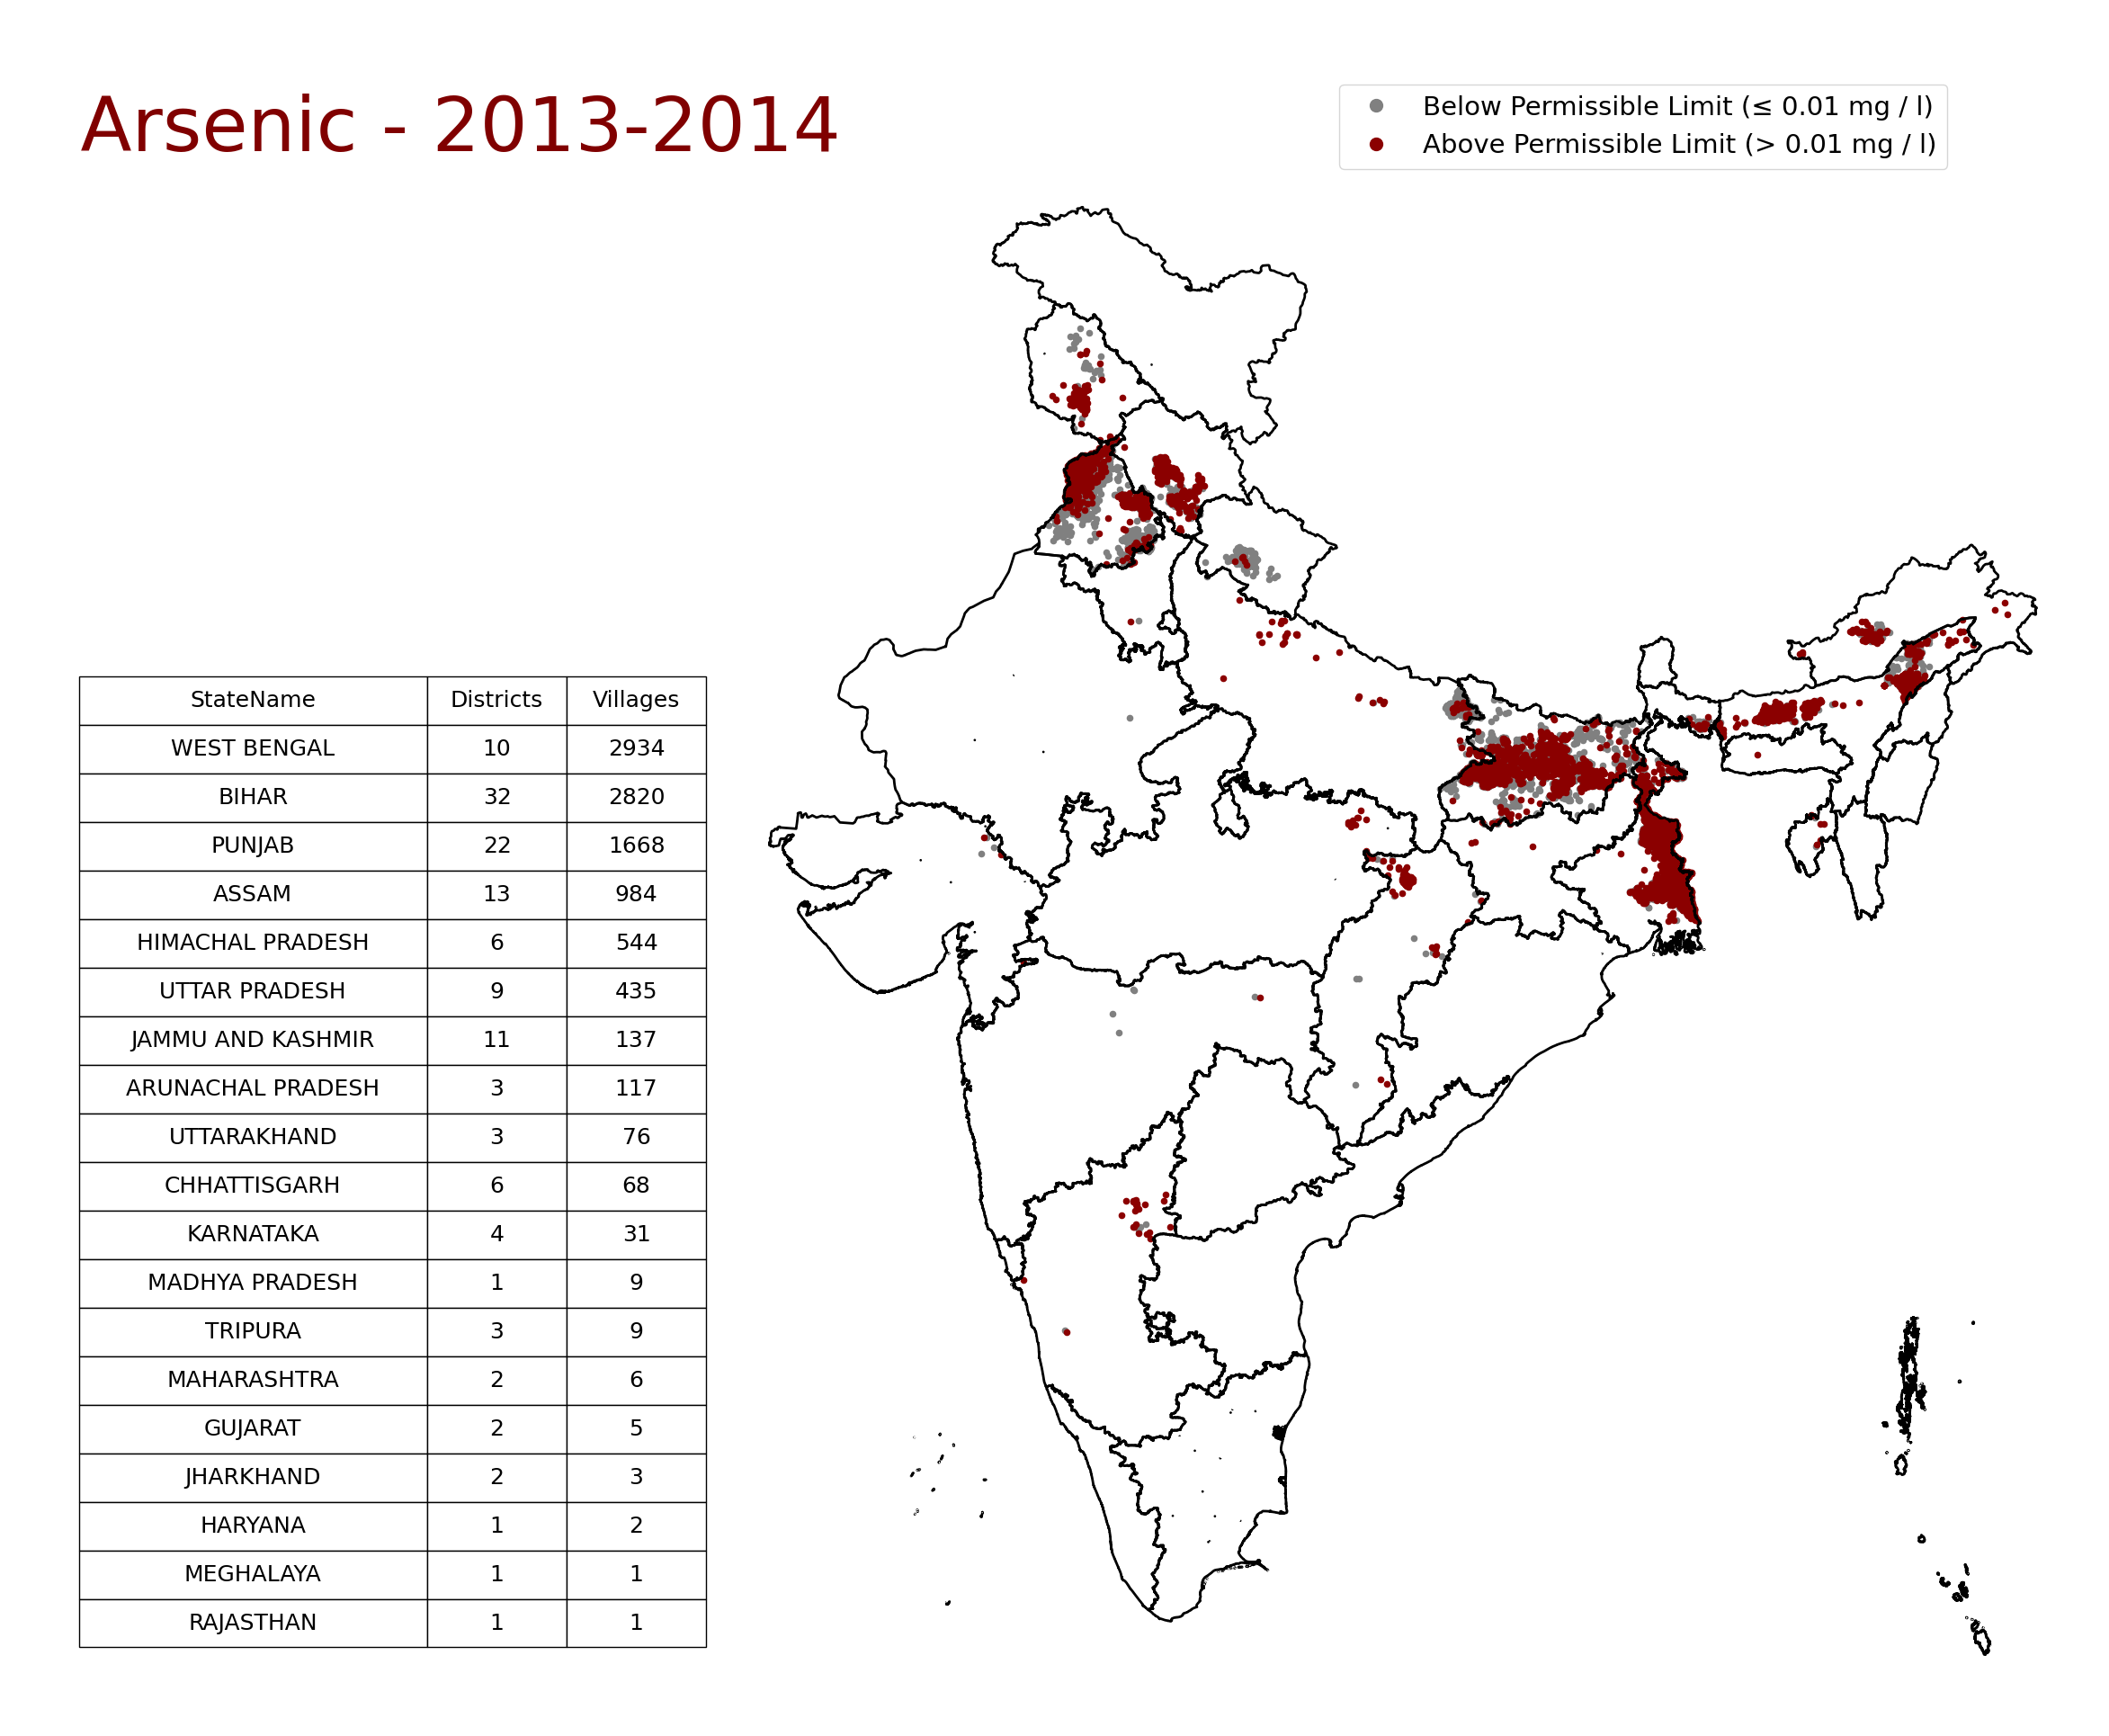 Arsenic - 2013-2014
Below Permissible Limit (≤ 0.01 mg / l)
Above Permissible Limit (> 0.01 mg / l)
StateName Districts Villages
WEST BENGAL 10 2934
BIHAR 32 2820
PUNJAB 22 1668
ASSAM 13 984
HIMACHAL PRADESH 6 544
UTTAR PRADESH 9 435
JAMMU AND KASHMIR 11 137
ARUNACHAL PRADESH 3 117
UTTARAKHAND 3 76
CHHATTISGARH 6 68
KARNATAKA 4 31
MADHYA PRADESH 1 9
TRIPURA 3 9
MAHARASHTRA 2 6
GUJARAT 2 5
JHARKHAND 2 3
HARYANA 1 2
MEGHALAYA 1 1
RAJASTHAN 1 1